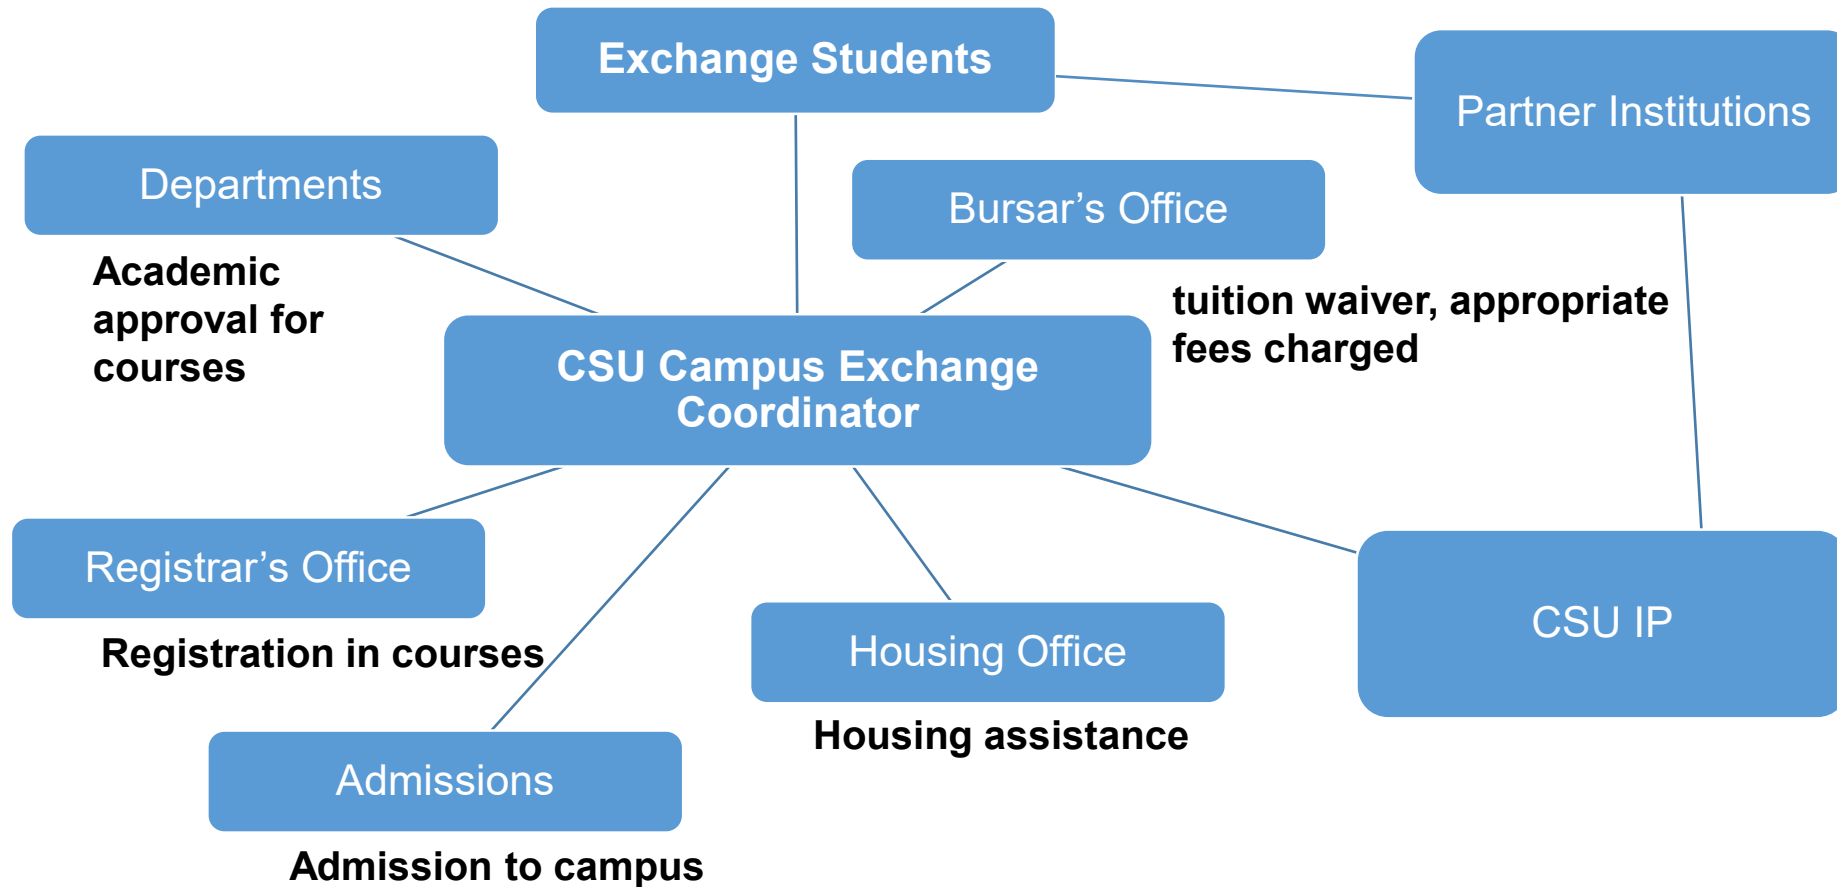 Exchange Students
Partner Institutions
Departments
Bursar’s Office
Academic
approval for
courses
tuition waiver, appropriate
fees charged
CSU Campus Exchange
Coordinator
Registrar’s Office
Registration in courses
Housing Office
Housing assistance
CSU IP
Admissions
Admission to campus